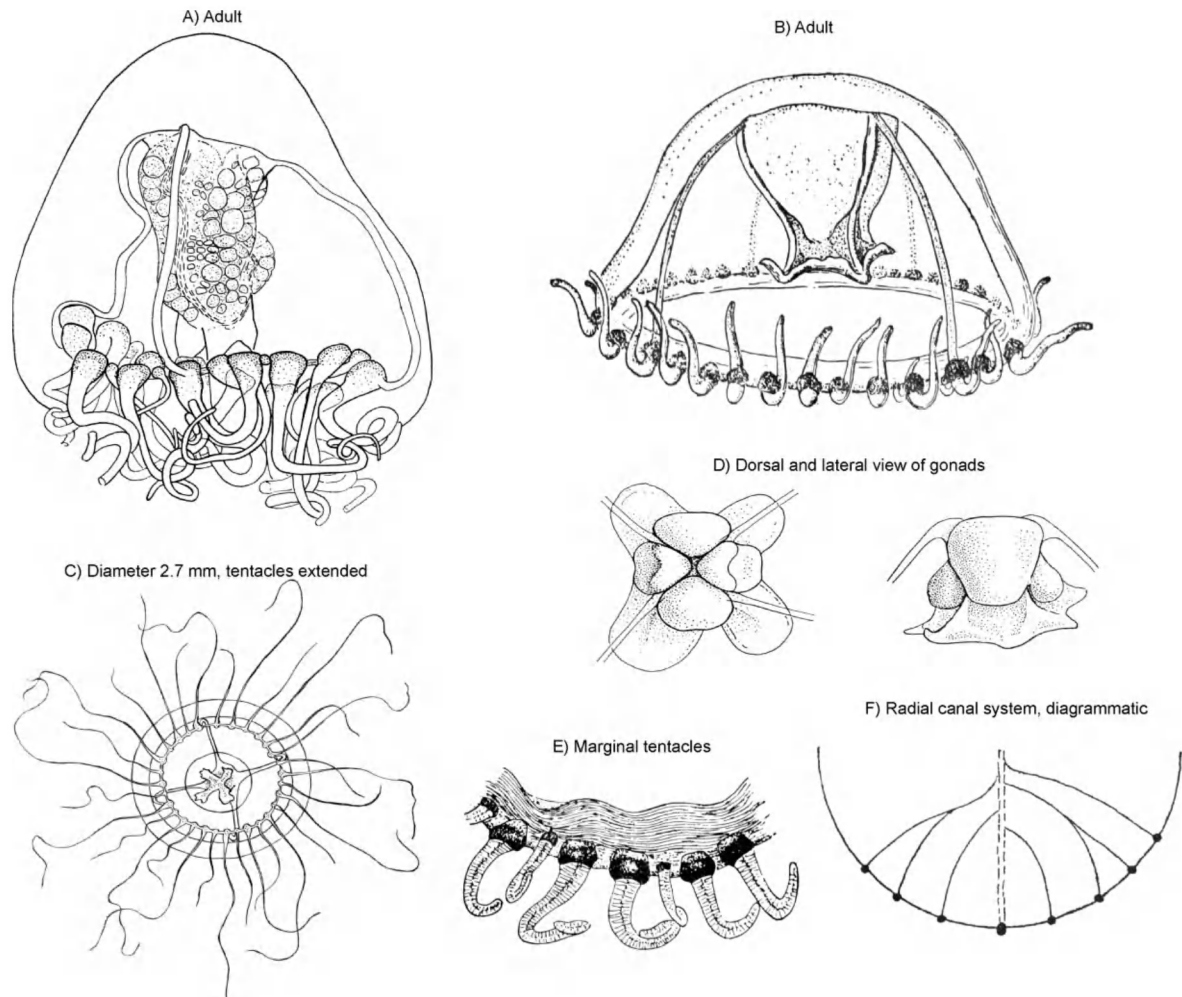 A) Adult
B) Adult
D) Dorsal and lateral view of gonads
C) Diameter 2.7 mm, tentacles extended
F) Radial canal system, diagrammatic
E) Marginal tentacles